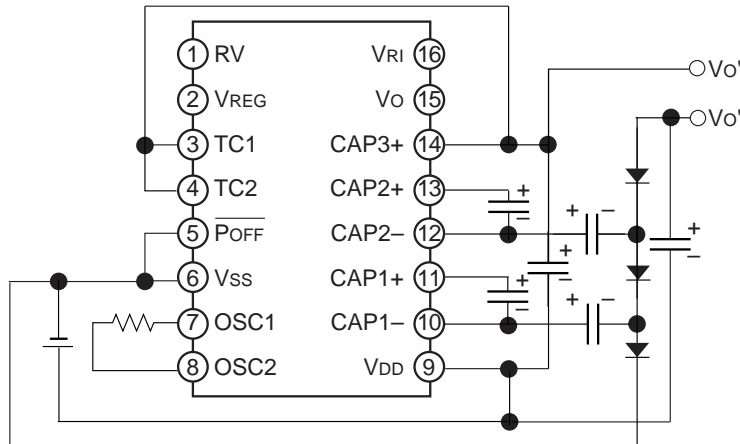 1 RV
2 VREG
3 TC1
4 TC2
5 POFF
6 VSS
7 OSC1
8 OSC2
VRI 16
VO 15
CAP3+ 14
CAP2+ 13
CAP2– 12
CAP1+ 11
CAP1– 10
VDD 9
VO'
VO'
+
–
+ –
+
–
+
–
+
–
+ –